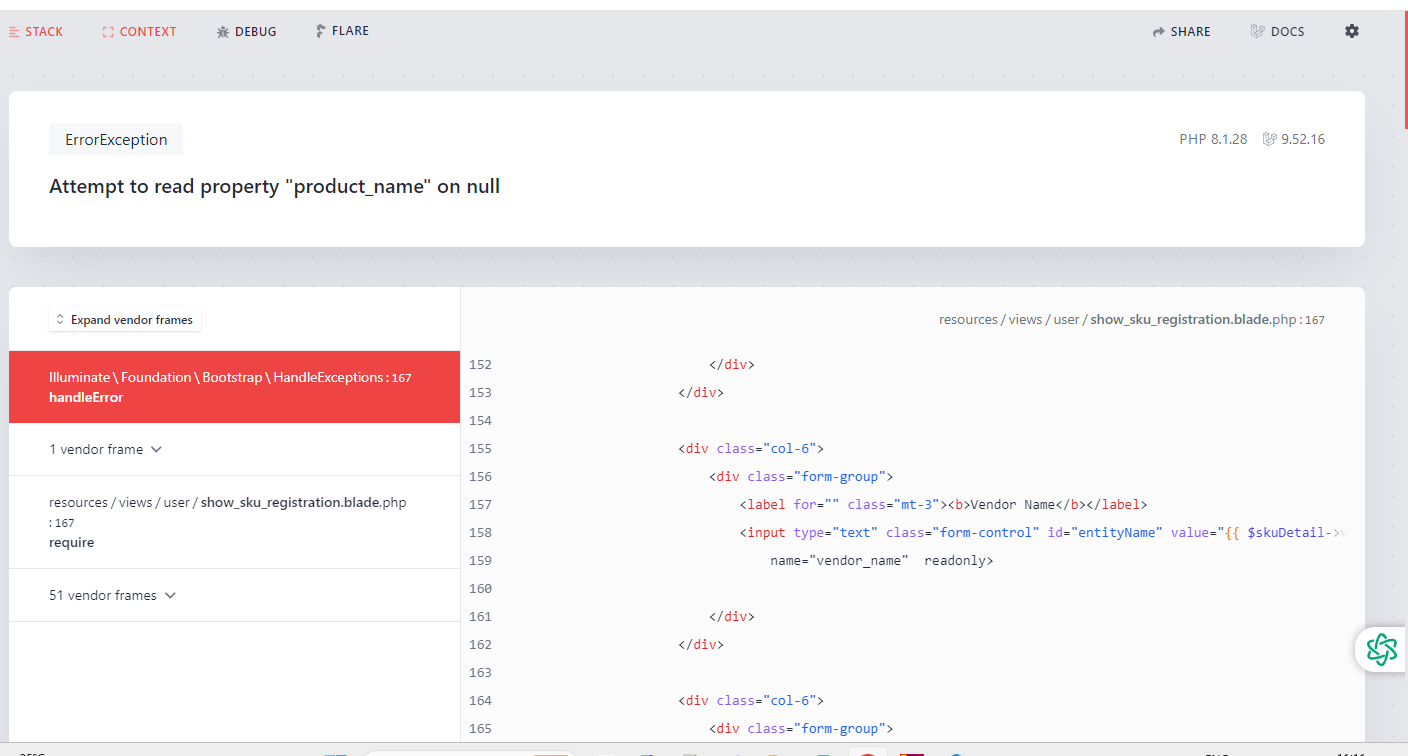 STACK CONTEXT DEBUG FLARE SHARE DOCS
ErrorException
PHP 8.1.28 9.52.16
Attempt to read property "product_name" on null
Expand vendor frames
Illuminate\Foundation\Bootstrap\HandleExceptions:167
handleError
1 vendor frame
resources/views/user/show_sku_registration.blade.php
:167
require
51 vendor frames
resources/views/user/show_sku_registration.blade.php:167
152 </div>
153 </div>
154
155 <div class="col-6">
156 <div class="form-group">
157 <label for="" class="mt-3"><b>Vendor Name</b></label>
158 <input type="text" class="form-control" id="entityName" value="{{ $skuDetail->
159 name="vendor_name"  readonly>
160
161 </div>
162 </div>
163
164 <div class="col-6">
165 <div class="form-group">